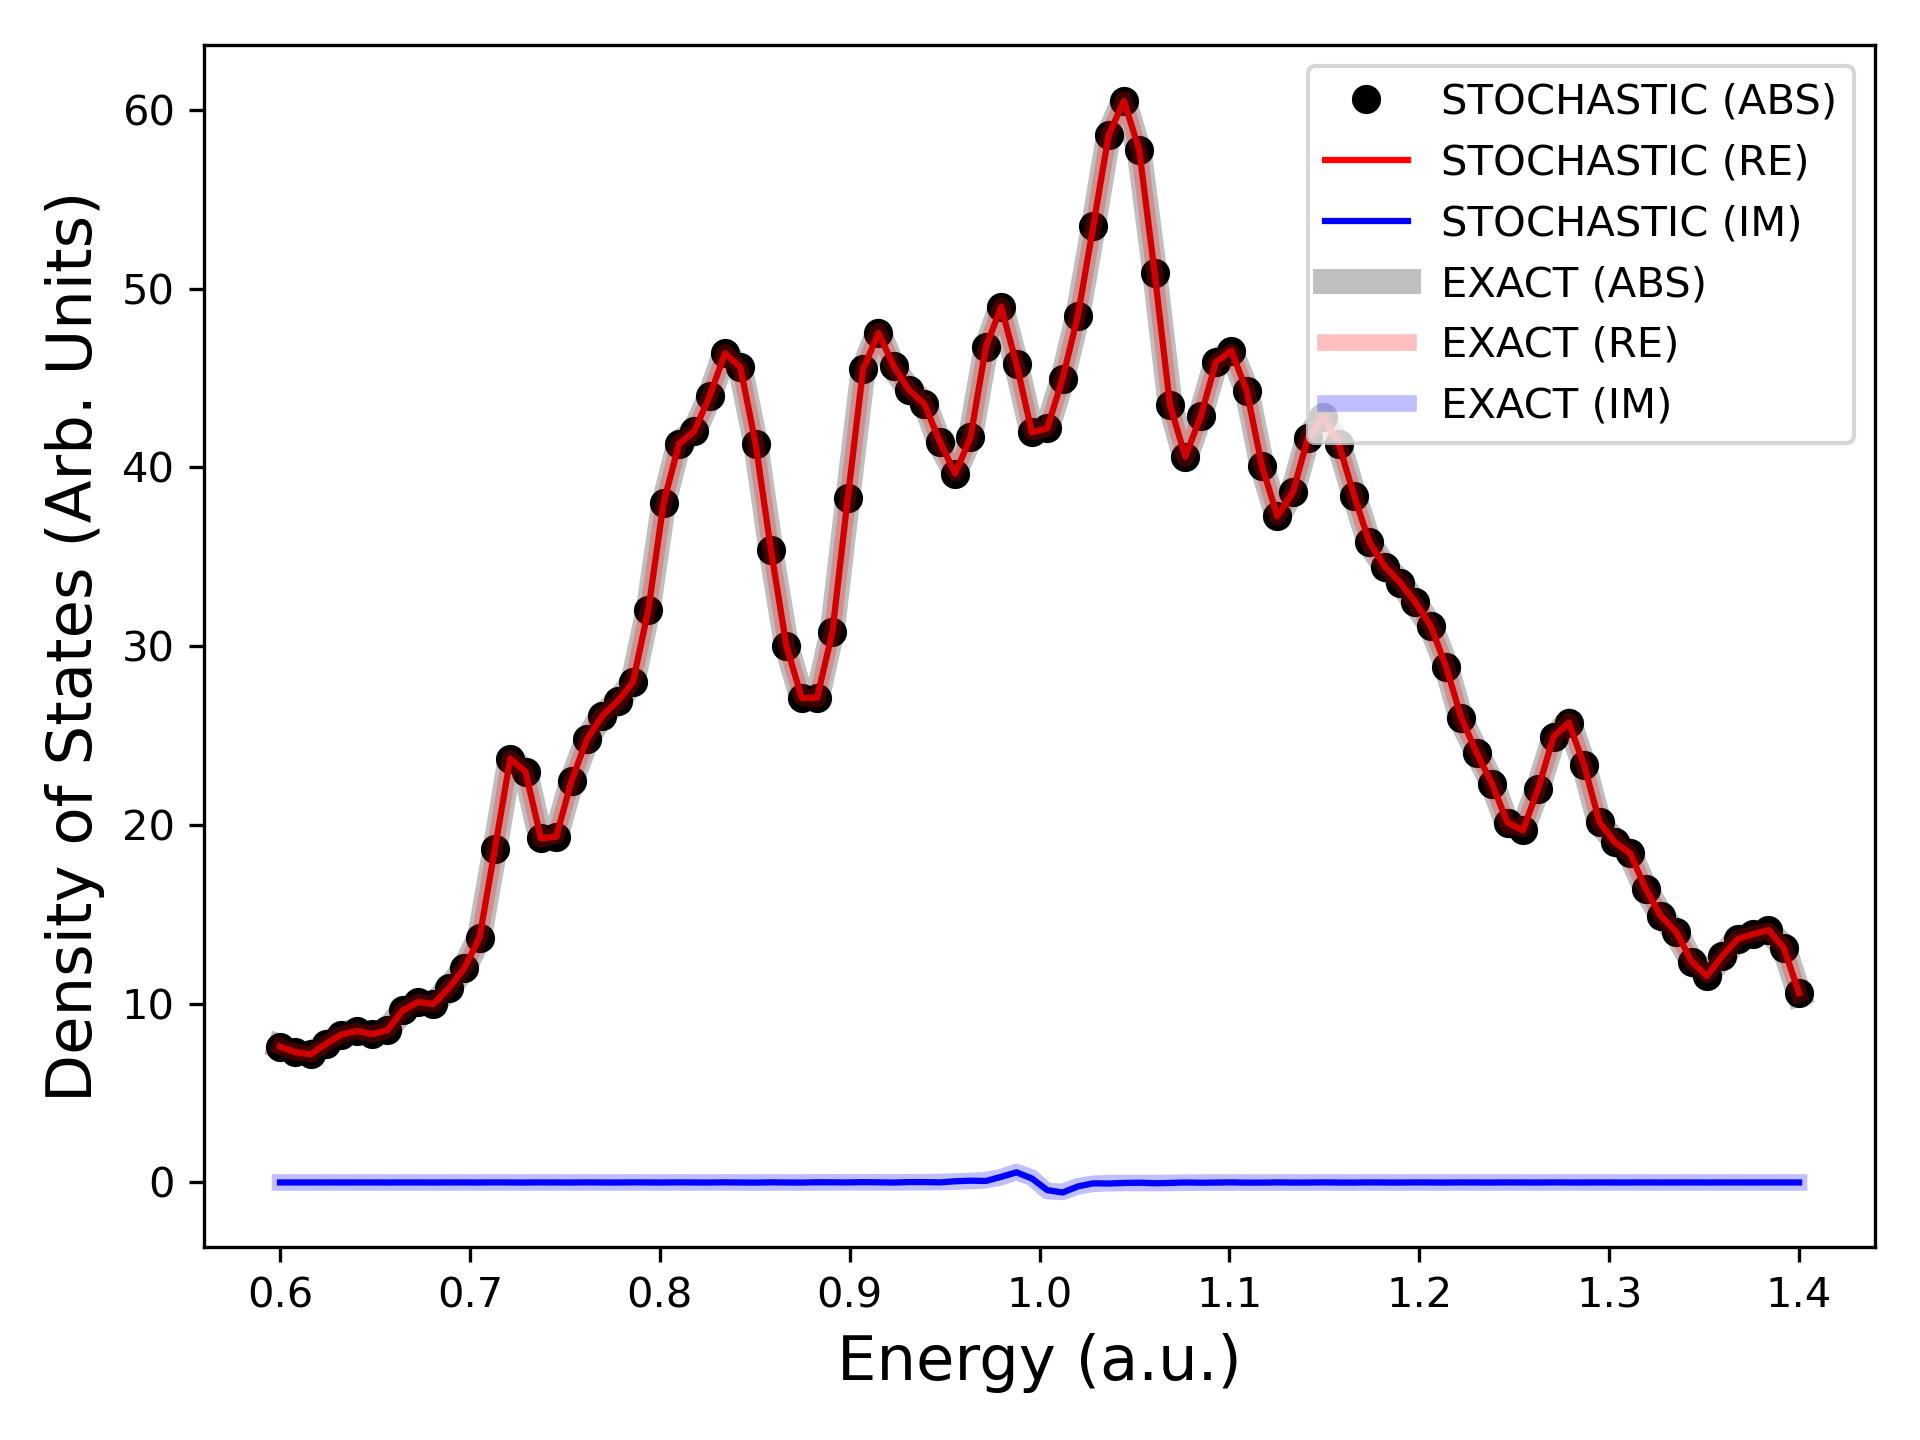 60
50
40
30
20
10
0
Density of States (Arb. Units)
STOCHASTIC (ABS)
STOCHASTIC (RE)
STOCHASTIC (IM)
EXACT (ABS)
EXACT (RE)
EXACT (IM)
0.6 0.7 0.8 0.9 1.0 1.1 1.2 1.3 1.4
Energy (a.u.)